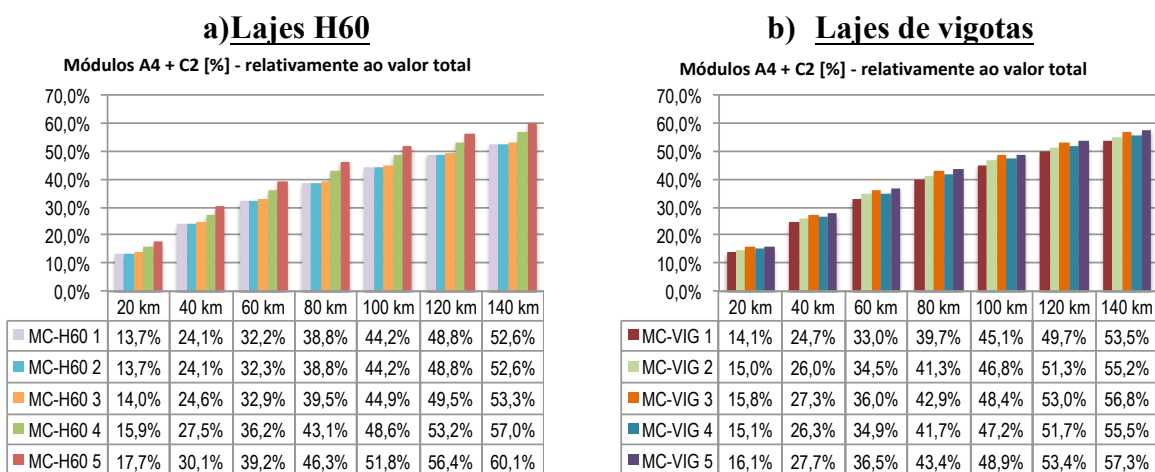 a)Lajes H60
Módulos A4 + C2 [%] - relativamente ao valor total
70,0%
60,0%
50,0%
40,0%
30,0%
20,0%
10,0%
0,0%
20 km 40 km 60 km 80 km 100 km 120 km 140 km
MC-H60 1 13,7% 24,1% 32,2% 38,8% 44,2% 48,8% 52,6%
MC-H60 2 13,7% 24,1% 32,3% 38,8% 44,2% 48,8% 52,6%
MC-H60 3 14,0% 24,6% 32,9% 39,5% 44,9% 49,5% 53,3%
MC-H60 4 15,9% 27,5% 36,2% 43,1% 48,6% 53,2% 57,0%
MC-H60 5 17,7% 30,1% 39,2% 46,3% 51,8% 56,4% 60,1%
b) Lajes de vigotas
Módulos A4 + C2 [%] - relativamente ao valor total
70,0%
60,0%
50,0%
40,0%
30,0%
20,0%
10,0%
0,0%
20 km 40 km 60 km 80 km 100 km 120 km 140 km
MC-VIG 1 14,1% 24,7% 33,0% 39,7% 45,1% 49,7% 53,5%
MC-VIG 2 15,0% 26,0% 34,5% 41,3% 46,8% 51,3% 55,2%
MC-VIG 3 15,8% 27,3% 36,0% 42,9% 48,4% 53,0% 56,8%
MC-VIG 4 15,1% 26,3% 34,9% 41,7% 47,2% 51,7% 55,5%
MC-VIG 5 16,1% 27,7% 36,5% 43,4% 48,9% 53,4% 57,3%